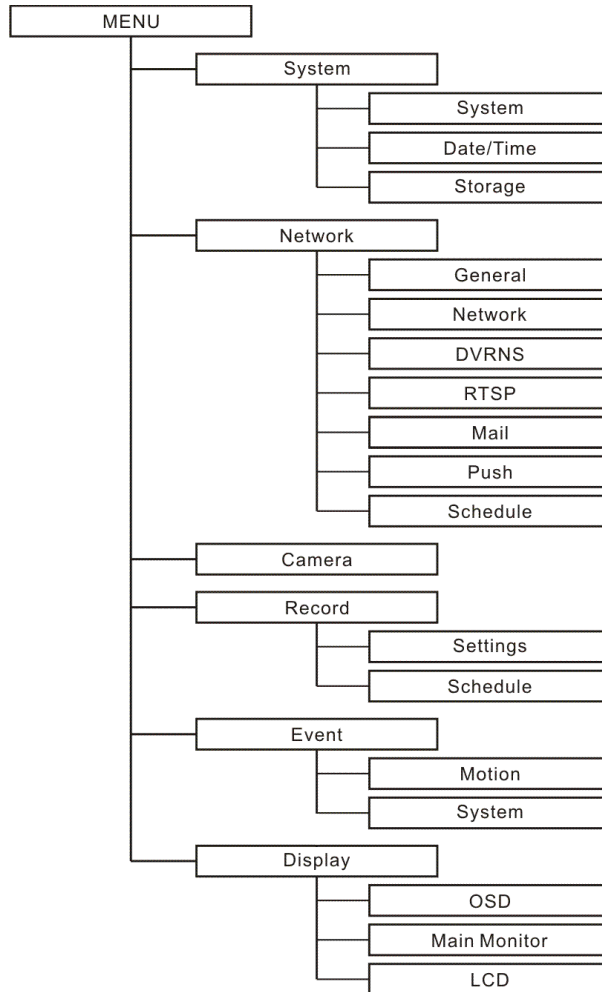 MENU
System
System
Date/Time
Storage
Network
General
Network
DVRNS
RTSP
Mail
Push
Schedule
Camera
Record
Settings
Schedule
Event
Motion
System
Display
OSD
Main Monitor
LCD